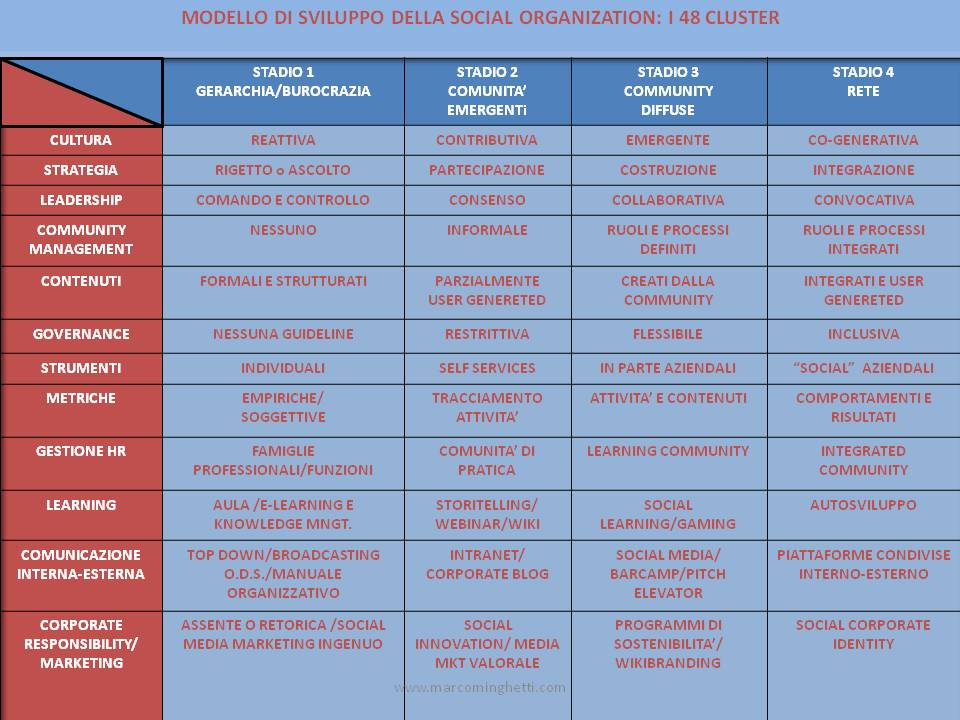 MODELLO DI SVILUPPO DELLA SOCIAL ORGANIZATION: I 48 CLUSTER
STADIO 1
GERARCHIA/BUROCRAZIA
STADIO 2
COMUNITA’
EMERGENTi
STADIO 3
COMMUNITY
DIFFUSE
STADIO 4
RETE
CULTURA
REATTIVA
CONTRIBUTIVA
EMERGENTE
CO-GENERATIVA
STRATEGIA
RIGETTO o ASCOLTO
PARTECIPAZIONE
COSTRUZIONE
INTEGRAZIONE
LEADERSHIP
COMANDO E CONTROLLO
CONSENSO
COLLABORATIVA
CONVOCATIVA
COMMUNITY
MANAGEMENT
NESSUNO
INFORMALE
RUOLI E PROCESSI
DEFINITI
RUOLI E PROCESSI
INTEGRATI
CONTENUTI
FORMALI E STRUTTURATI
PARZIALMENTE
USER GENERETED
CREATI DALLA
COMMUNITY
INTEGRATI E USER
GENERETED
GOVERNANCE
NESSUNA GUIDELINE
RESTRITTIVA
FLESSIBILE
INCLUSIVA
STRUMENTI
INDIVIDUALI
SELF SERVICES
IN PARTE AZIENDALI
“SOCIAL” AZIENDALI
METRICHE
EMPIRICHE/
SOGGETTIVE
TRACCIAMENTO
ATTIVITA’
ATTIVITA’ E CONTENUTI
COMPORTAMENTI E
RISULTATI
GESTIONE HR
FAMIGLIE
PROFESSIONALI/FUNZIONI
COMUNITA’ DI
PRATICA
LEARNING COMMUNITY
INTEGRATED
COMMUNITY
LEARNING
AULA /E-LEARNING E
KNOWLEDGE MNGT.
STORITELLING/
WEBINAR/WIKI
SOCIAL
LEARNING/GAMING
AUTOSVILUPPO
COMUNICAZIONE
INTERNA-ESTERNA
TOP DOWN/BROADCASTING
O.D.S./MANUALE
ORGANIZZATIVO
INTRANET/
CORPORATE BLOG
SOCIAL MEDIA/
BARCAMP/PITCH
ELEVATOR
PIATTAFORME CONDIVISE
INTERNO-ESTERNO
CORPORATE
RESPONSIBILITY/
MARKETING
ASSENTE O RETORICA /SOCIAL
MEDIA MARKETING INGENUO
SOCIAL
INNOVATION/ MEDIA
MKT VALORALE
PROGRAMMI DI
SOSTENIBILITA’/
WIKIBRANDING
SOCIAL CORPORATE
IDENTITY
www.marcominghetti.com